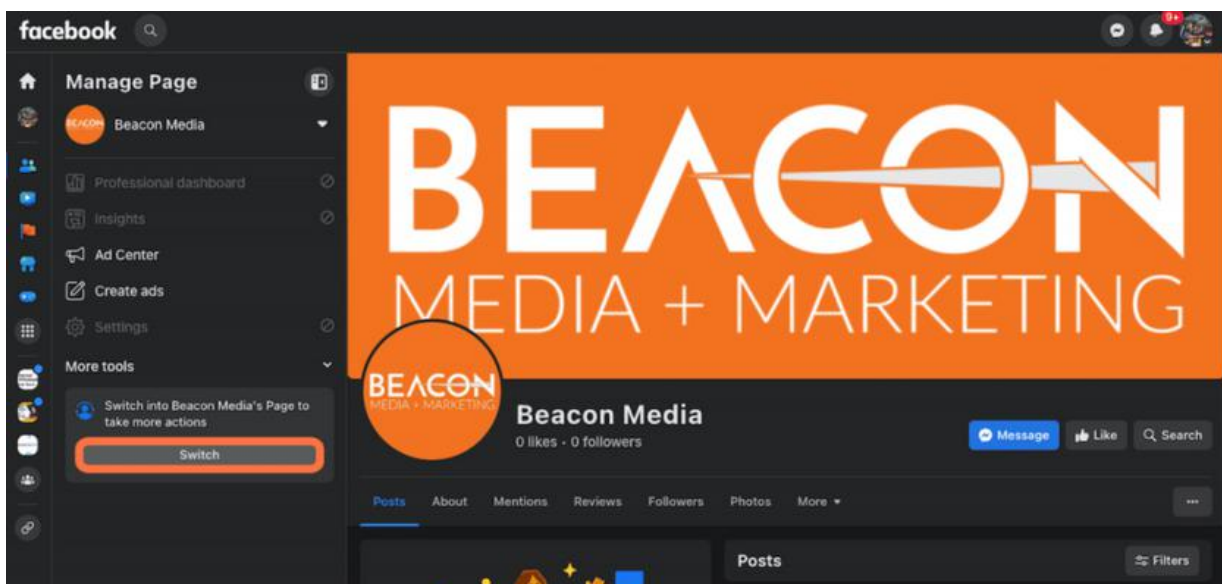 facebook
9+
Manage Page
BEACON
Beacon Media
Professional dashboard
Insights
Ad Center
Create ads
Settings
More tools
Switch into Beacon Media's Page to
take more actions
Switch
BEACON
MEDIA + MARKETING
BEACON
MEDIA + MARKETING
Beacon Media
0 likes • 0 followers
Message
Like
Search
Posts
About
Mentions
Reviews
Followers
Photos
More
Posts
Filters